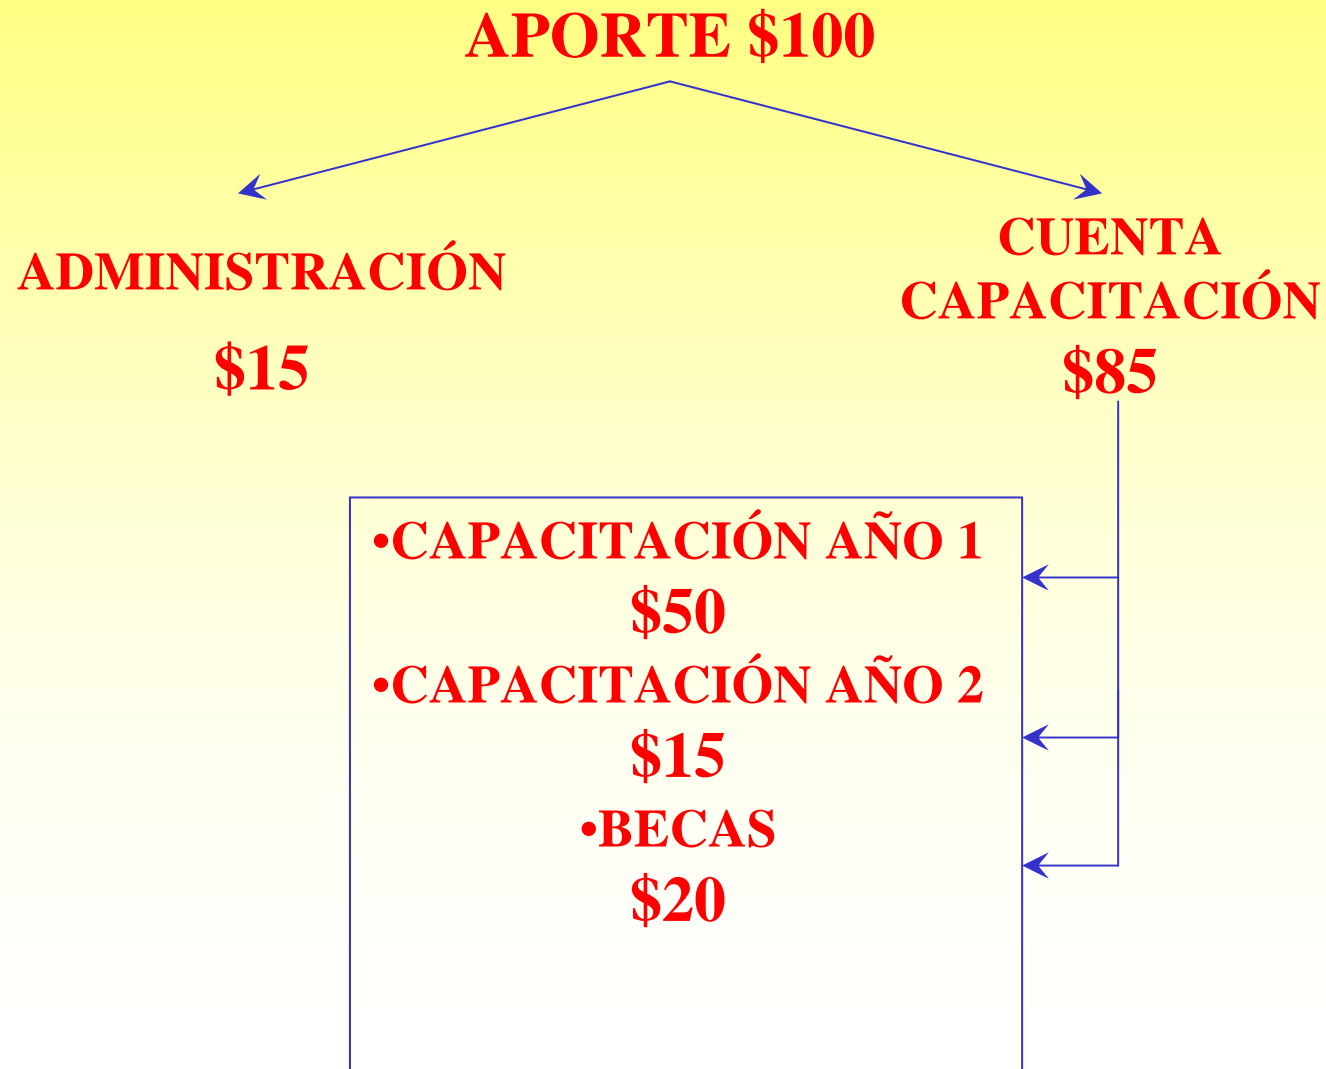 APORTE $100
ADMINISTRACIÓN
$15
CUENTA
CAPACITACIÓN
$85
•CAPACITACIÓN AÑO 1
$50
•CAPACITACIÓN AÑO 2
$15
•BECAS
$20